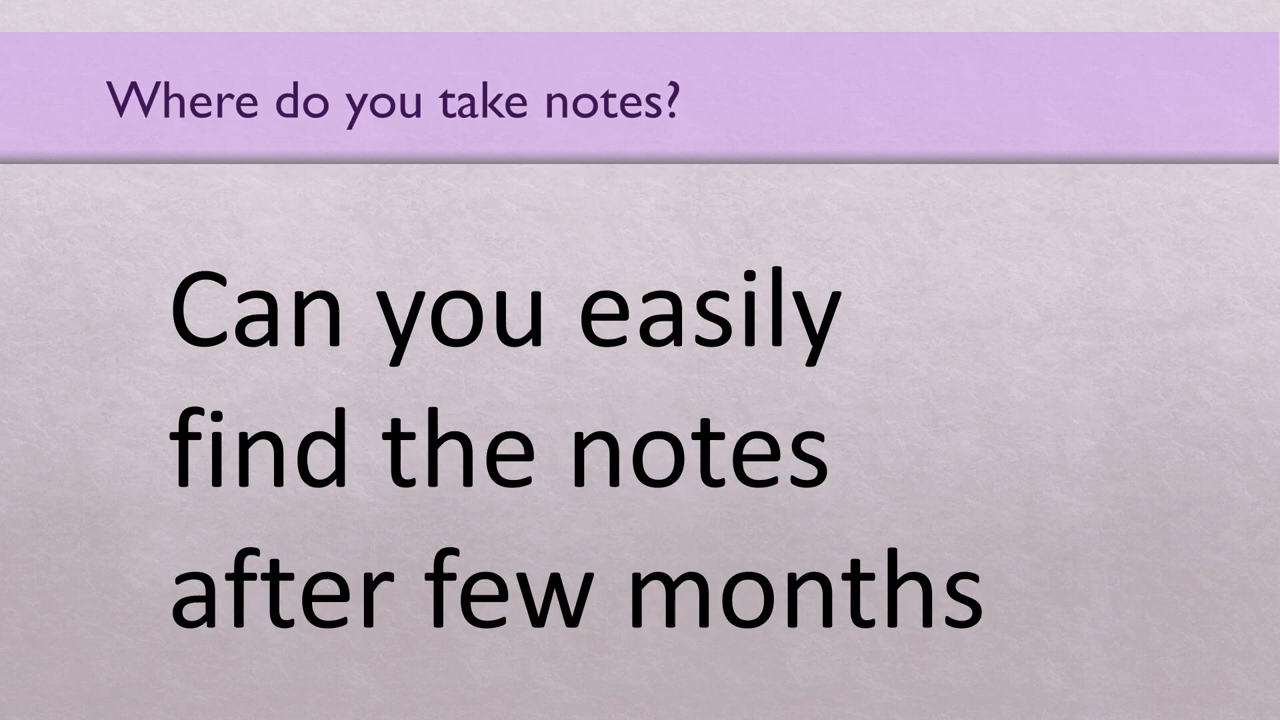 Where do you take notes?
Can you easily
find the notes
after few months